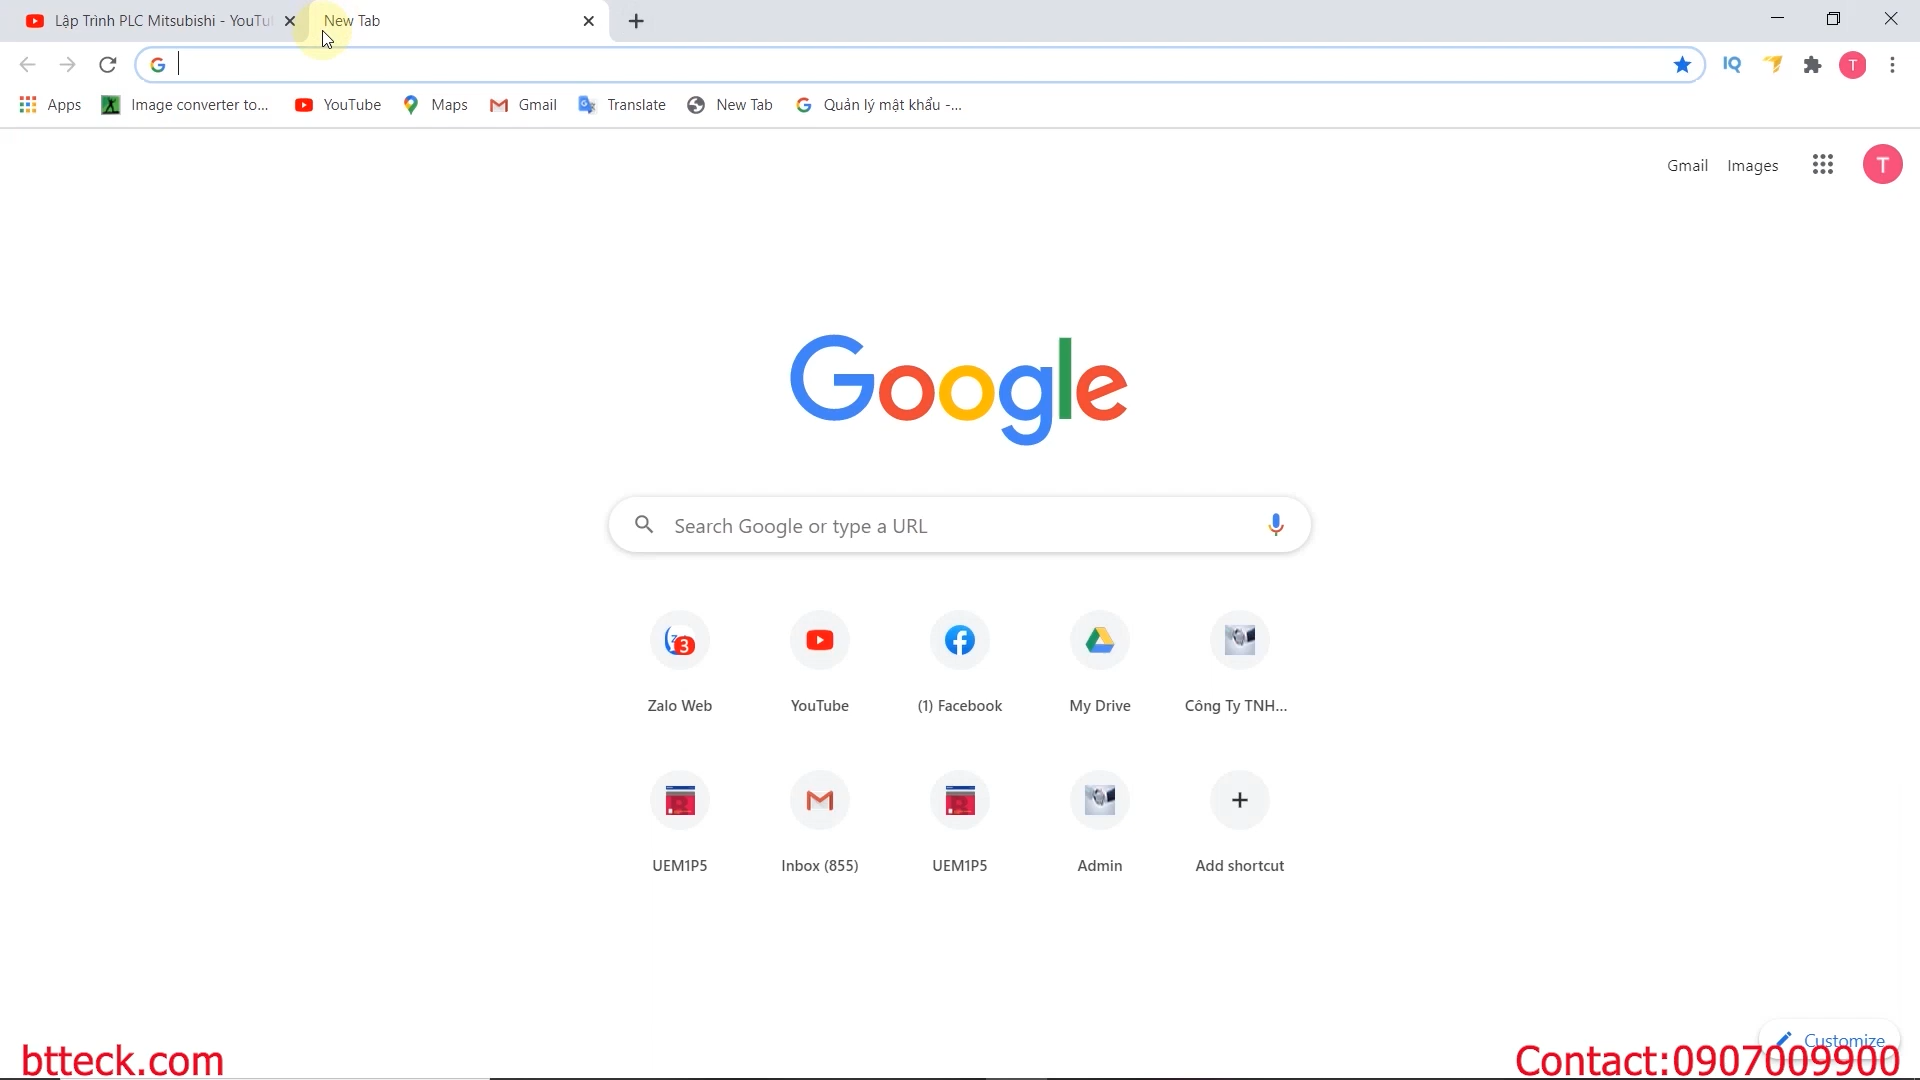 Lập Trình PLC Mitsubishi - YouTu
New Tab
Apps
Image converter to...
YouTube
Maps
Gmail
Translate
New Tab
Quản lý mật khẩu -...
IQ
T
Gmail
Images
T
Google
Search Google or type a URL
3
Zalo Web
YouTube
(1) Facebook
My Drive
Công Ty TNH...
UEM1P5
Inbox (855)
UEM1P5
Admin
Add shortcut
Customize
btteck.com
Contact:0907009900